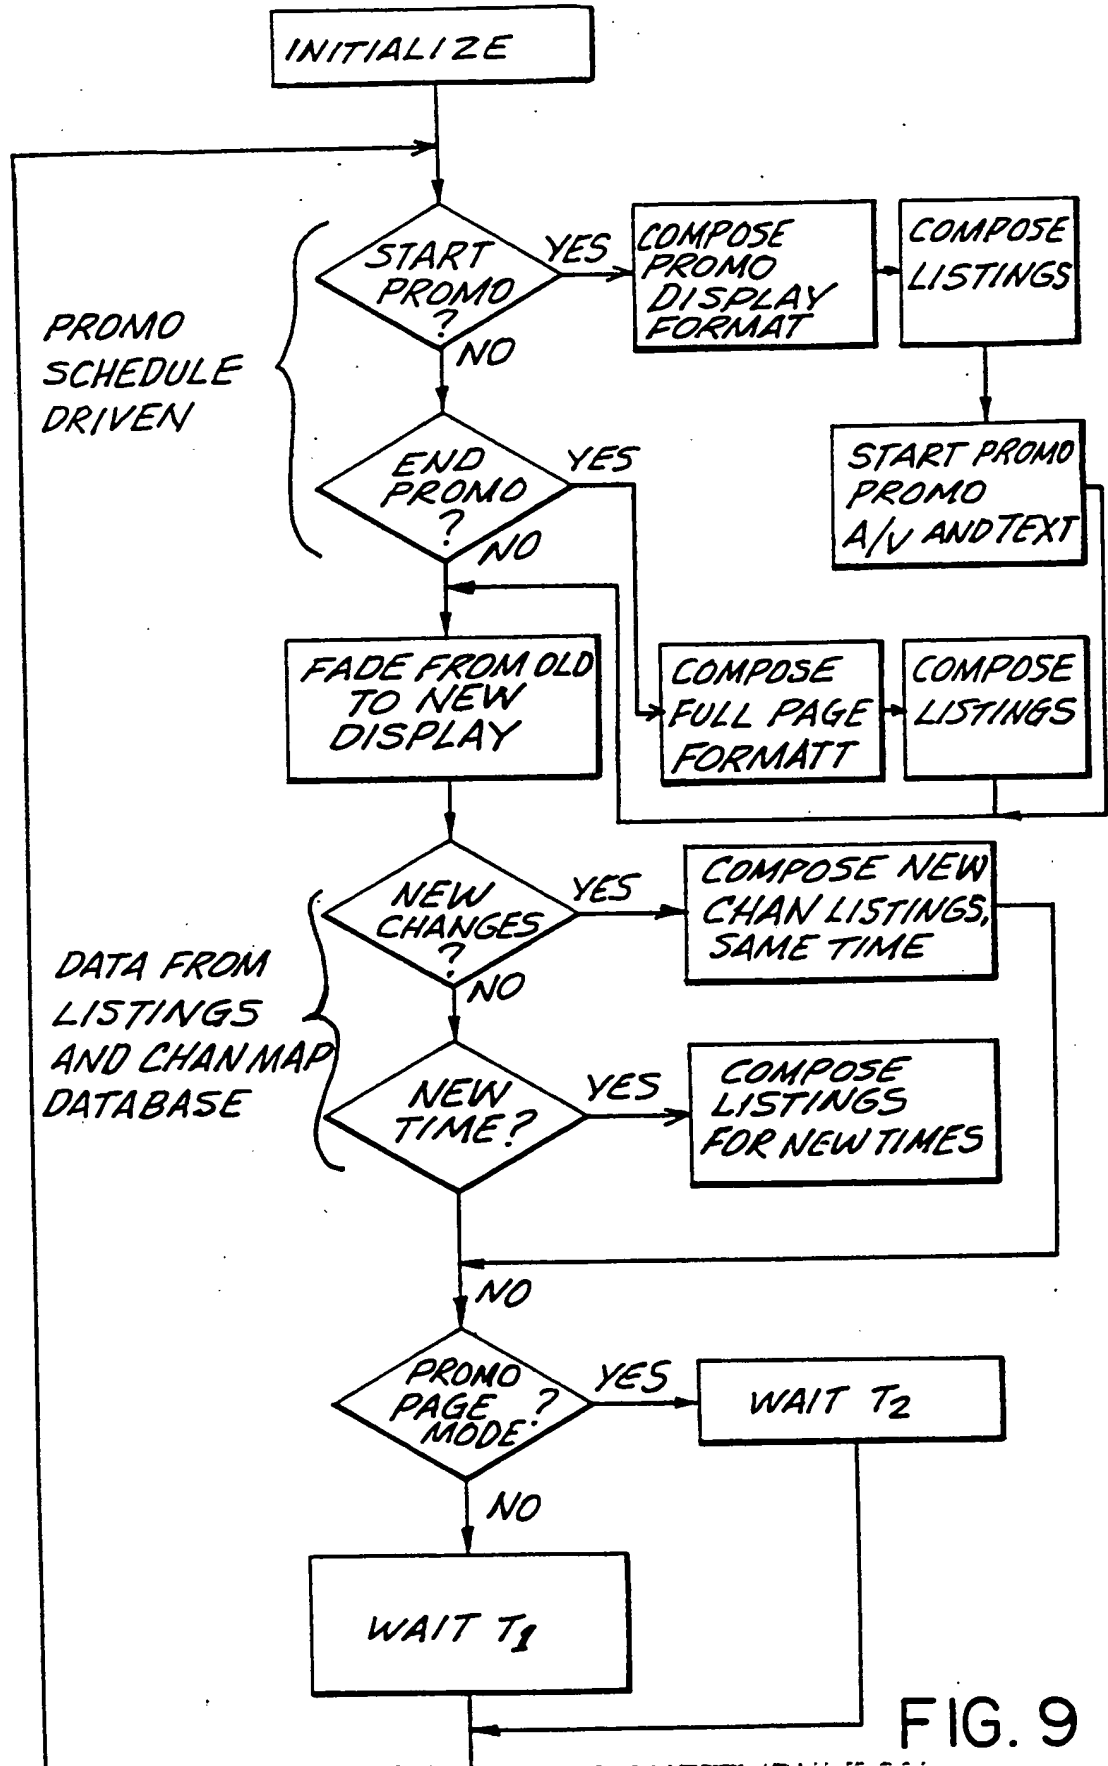 INITIALIZE
START
PROMO
?
YES
NO
COMPOSE
PROMO
DISPLAY
FORMAT
COMPOSE
LISTINGS
PROMO
SCHEDULE
DRIVEN
END
PROMO
?
YES
NO
START PROMO
PROMO
A/V AND TEXT
FADE FROM OLD
TO NEW
DISPLAY
COMPOSE
FULL PAGE
FORMATT
COMPOSE
LISTINGS
NEW
CHANGES
?
YES
NO
COMPOSE NEW
CHAN LISTINGS,
SAME TIME
DATA FROM
LISTINGS
AND CHAN MAP
DATABASE
NEW
TIME?
YES
COMPOSE
LISTINGS
FOR NEW TIMES
NO
PROMO
PAGE ?
MODE
YES
WAIT T2
NO
WAIT T1
FIG. 9